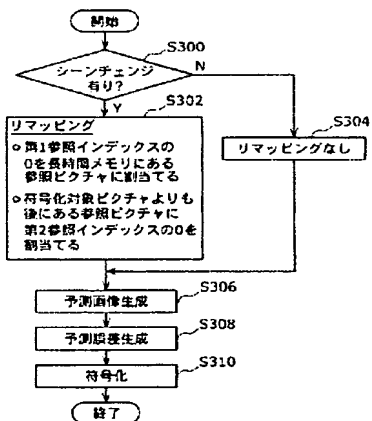 開始
S300
シーンチェンジ
有り?
N
Y
S302
リマッピング
○第1参照インデックスの
0を長時間メモリにある
参照ピクチャに割当てる
○符号化対象ピクチャよりも
後にある参照ピクチャに
第2参照インデックスの0を
割当てる
S304
リマッピングなし
S306
予測画像生成
S308
予測誤差生成
S310
符号化
終了